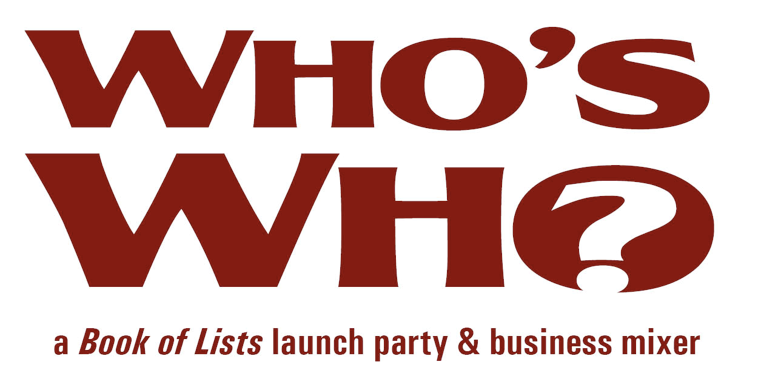 WHO'S
WHO?
a Book of Lists launch party & business mixer